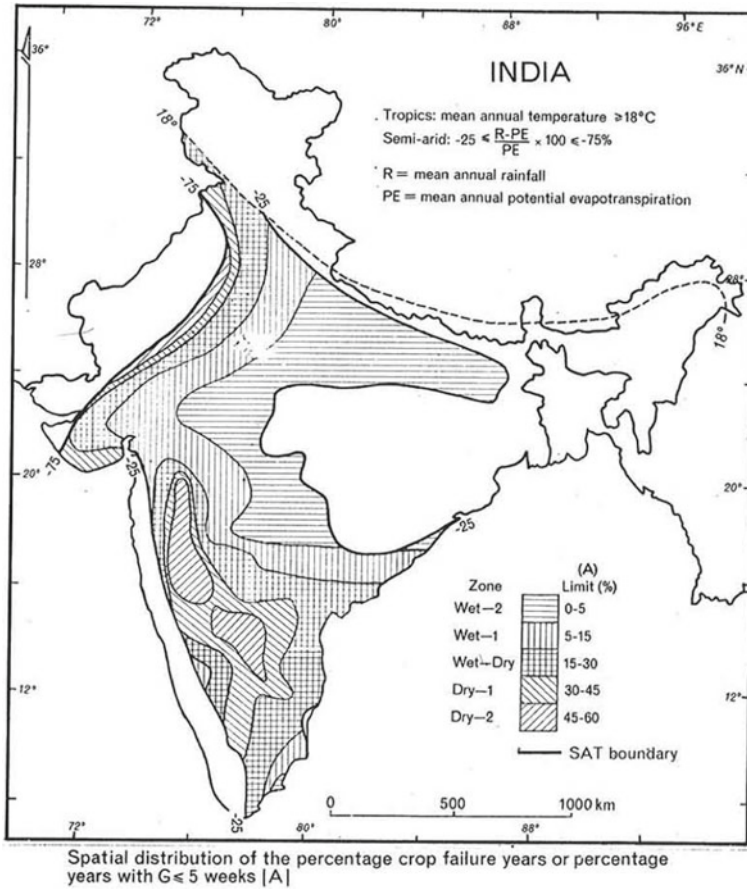 72°
80°
88°
96° E
36°
36° N
INDIA
Tropics: mean annual temperature ≥18°C
18°
Semi-arid: -25 ≤ R-PE/PE × 100 ≤ -75%
R = mean annual rainfall
-75
-25
PE = mean annual potential evapotranspiration
28°
28°
18°
20°
-75
-25
20°
-25
(A)
Zone Limit (%)
Wet—2 0-5
Wet—1 5-15
Wet—Dry 15-30
12°
Dry—1 30-45
12°
Dry—2 45-60
SAT boundary
0 500 1000 km
-25
72°
80°
88°
Spatial distribution of the percentage crop failure years or percentage
years with G≤ 5 weeks |A|